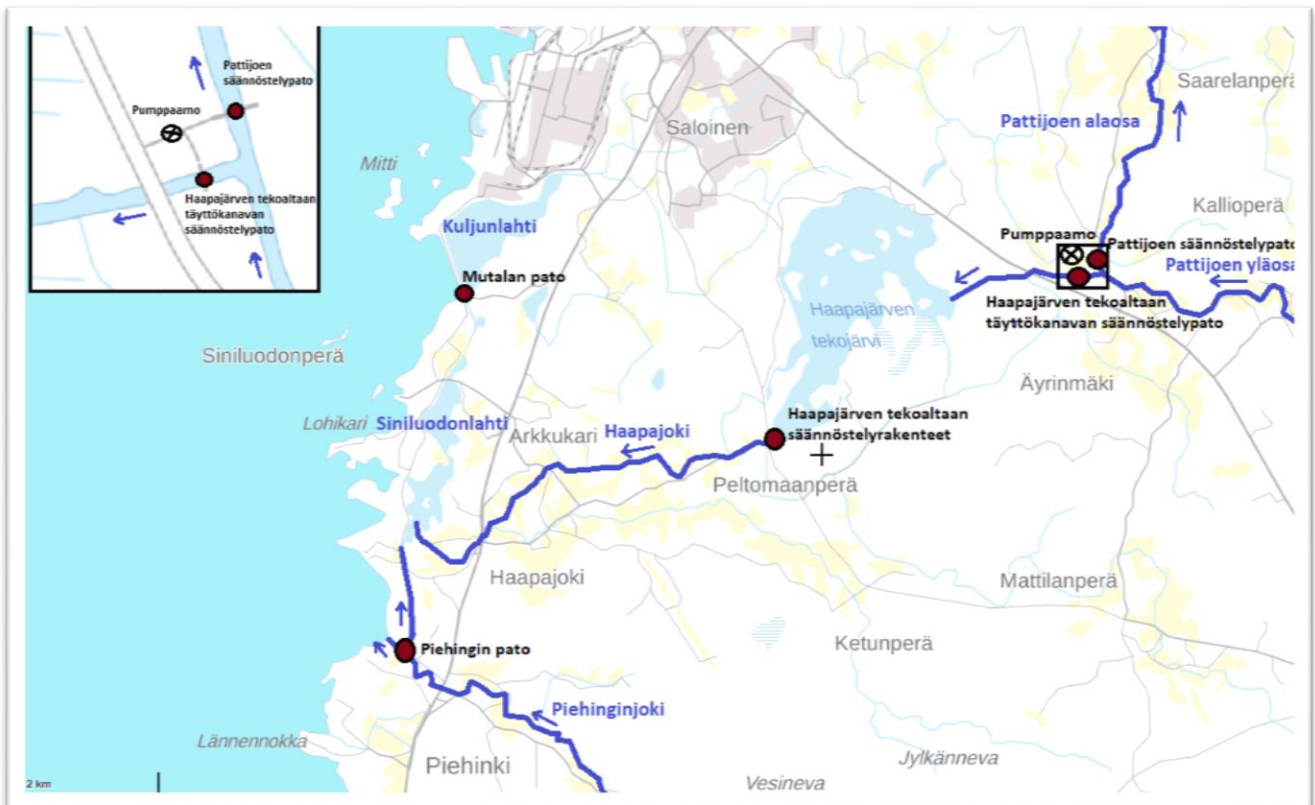 Pattijoen
säännöstelypato
Pumppaamo
Haapajärven tekoaltaan
täyttökanavan
säännöstelypato
Saarelanperä
Pattijoen alaosa
Saloinen
Mitti
Kuljunlahti
Kallioperä
Pumppaamo
Pattijoen säännöstelypato
Pattijoen yläosa
Mutalan pato
Haapajärven
tekojärvi
Haapajärven tekoaltaan
täyttökanavan säännöstelypato
Siniluodonperä
Äyrinmäki
Lohikari
Siniluodonlahti
Arkkukari
Haapajoki
Haapajärven tekoaltaan
säännöstelyrakenteet
Peltomaanperä
Haapajoki
Mattilanperä
Ketunperä
Piehingin pato
Piehinginjoki
Lännennokka
Piehinki
Jylkänneva
Vesineva
2 km